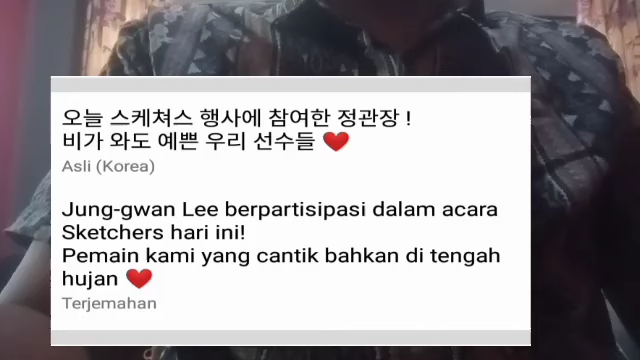 오늘 스케쳐스 행사에 참여한 정관장 !
비가 와도 예쁜 우리 선수들 ❤️
Asli (Korea)
Jung-gwan Lee berpartisipasi dalam acara
Sketchers hari ini!
Pemain kami yang cantik bahkan di tengah
hujan ❤️
Terjemahan